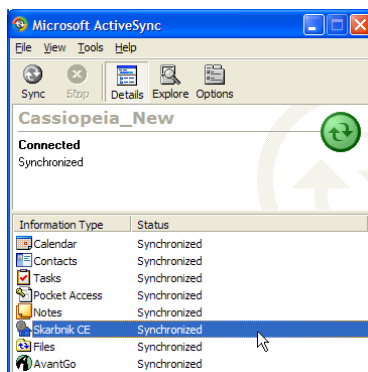 Microsoft ActiveSync
File View Tools Help
Sync Stop Details Explore Options
Cassiopeia_New
Connected
Synchronized
Information Type Status
Calendar Synchronized
Contacts Synchronized
Tasks Synchronized
Pocket Access Synchronized
Notes Synchronized
Skarbnik CE Synchronized
Files Synchronized
AvantGo Synchronized